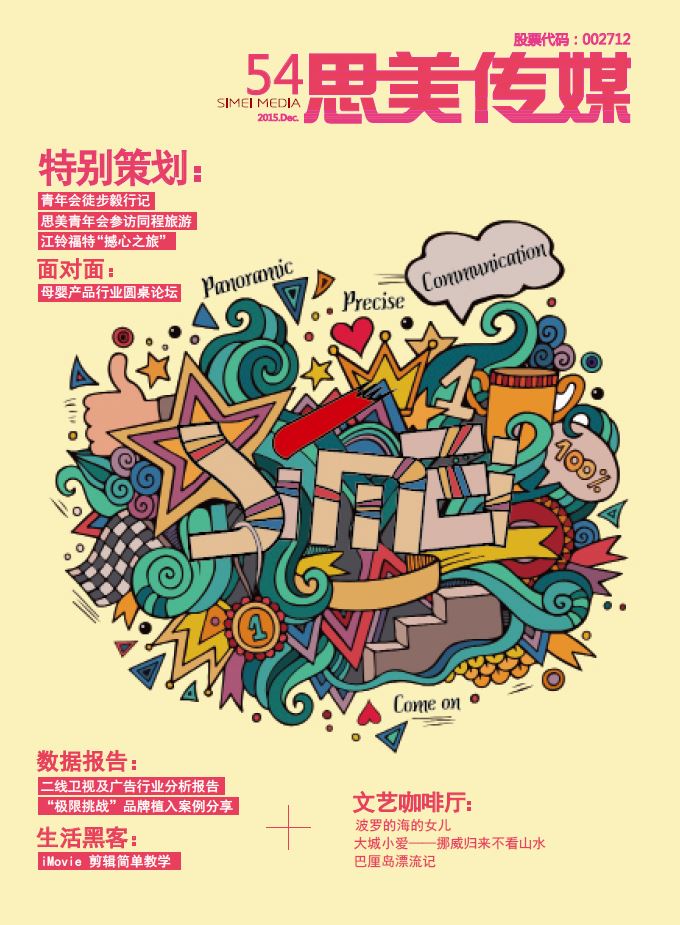 股票代码：002712
54
思美传媒
SIMEI MEDIA
2015.Dec.
特别策划：
青年会徒步毅行记
思美青年会参访同程旅游
江铃福特“撼心之旅”
面对面：
母婴产品行业圆桌论坛
Panoramic
Precise
Communication
1
100%
SiMEi
1
Come on
数据报告：
二线卫视及广告行业分析报告
“极限挑战”品牌植入案例分享
生活黑客：
iMovie 剪辑简单教学
文艺咖啡厅：
波罗的海的女儿
大城小爱——挪威归来不看山水
巴厘岛漂流记